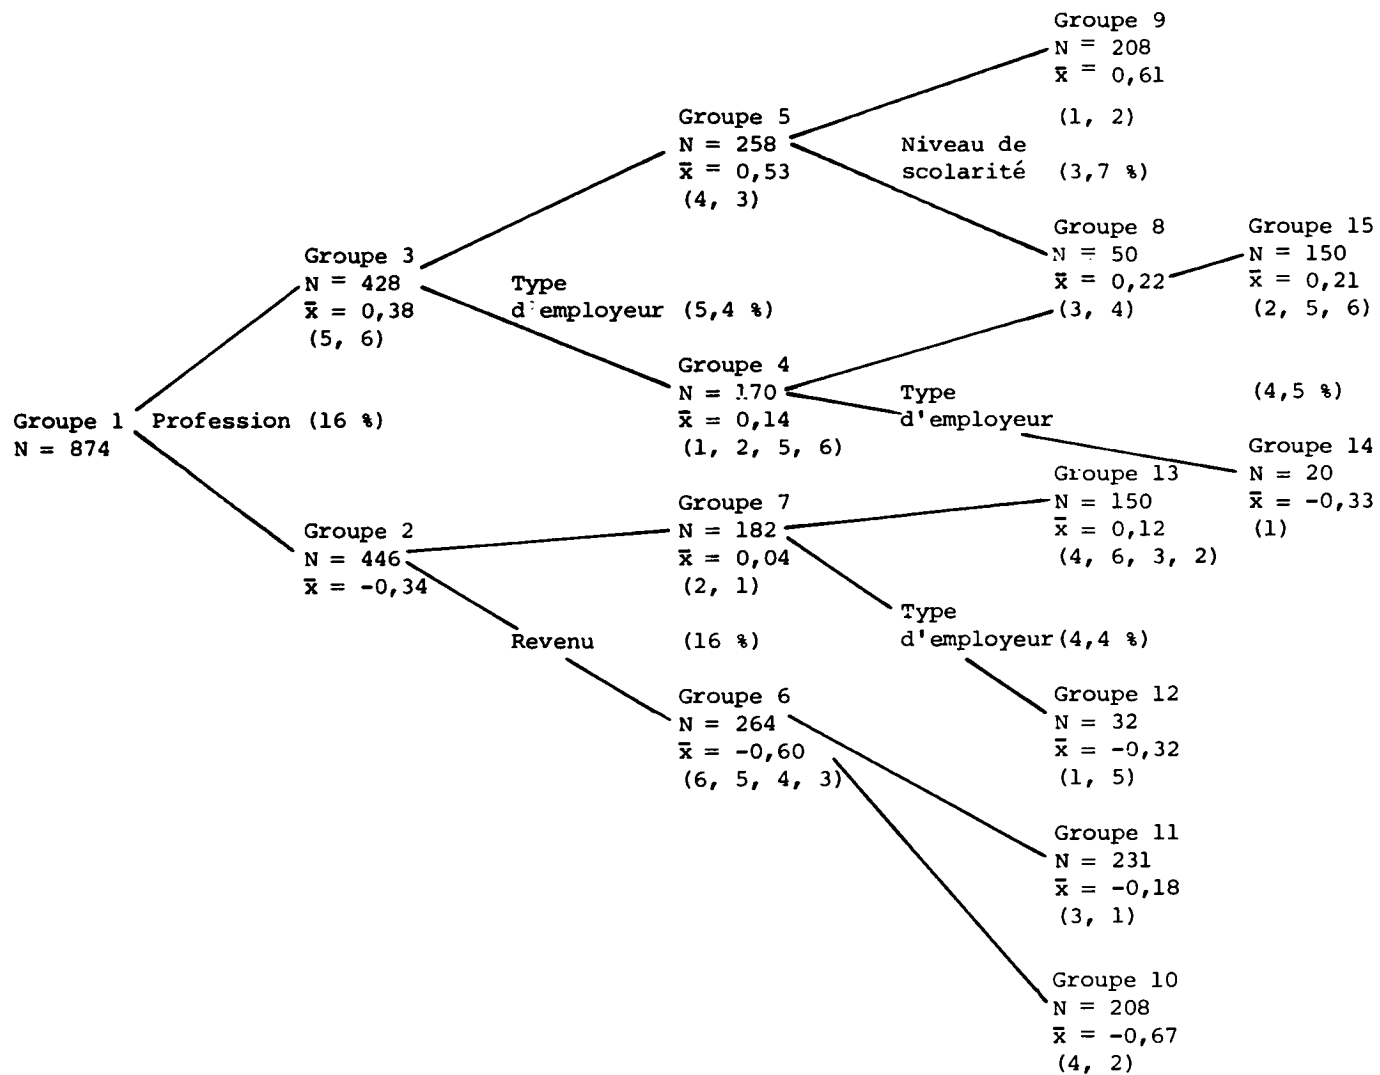 Groupe 9
N = 208
x̄ = 0,61
(1, 2)
Groupe 5
N = 258
x̄ = 0,53
(4, 3)
Niveau de
scolarité (3,7 %)
Groupe 8
N = 50
x̄ = 0,22
(3, 4)
Groupe 15
N = 150
x̄ = 0,21
(2, 5, 6)
Groupe 3
N = 428
x̄ = 0,38
(5, 6)
Type
d'employeur (5,4 %)
Groupe 4
N = 170
x̄ = 0,14
(1, 2, 5, 6)
Type
d'employeur
(4,5 %)
Groupe 1
N = 874
Profession (16 %)
Groupe 14
N = 20
x̄ = -0,33
(1)
Groupe 13
N = 150
x̄ = 0,12
(4, 6, 3, 2)
Groupe 7
N = 182
x̄ = 0,04
(2, 1)
Groupe 2
N = 446
x̄ = -0,34
Type
d'employeur (4,4 %)
Revenu (16 %)
Groupe 12
N = 32
x̄ = -0,32
(1, 5)
Groupe 6
N = 264
x̄ = -0,60
(6, 5, 4, 3)
Groupe 11
N = 231
x̄ = -0,18
(3, 1)
Groupe 10
N = 208
x̄ = -0,67
(4, 2)